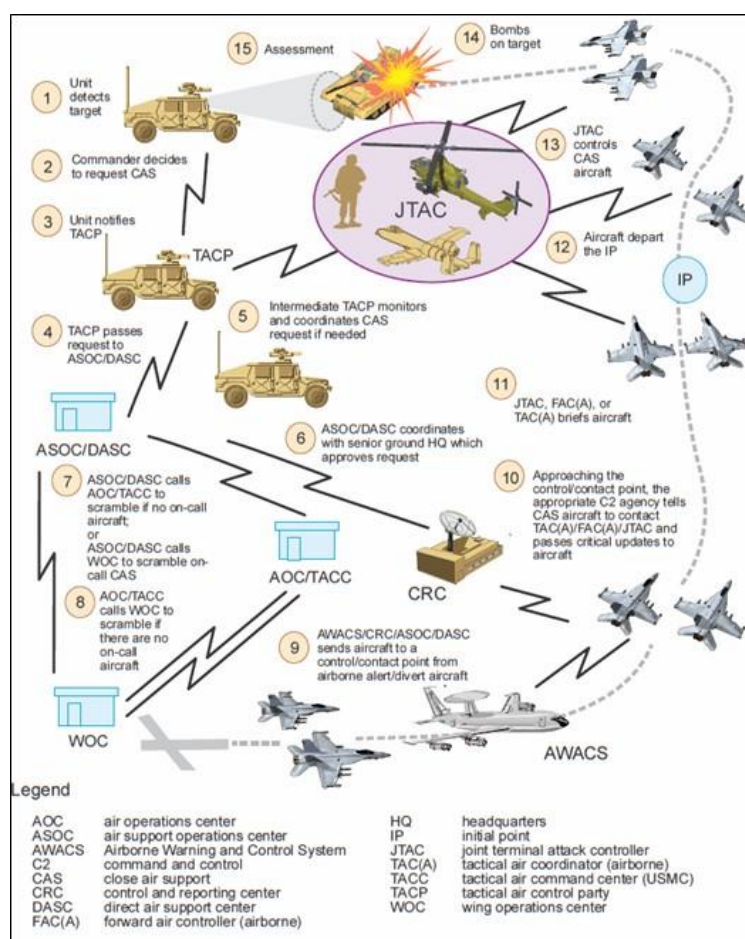 15
Assessment
14
Bombs
on target
1
Unit
detects
target
2
Commander decides
to request CAS
13
JTAC
controls
CAS
aircraft
3
Unit notifies
TACP
TACP
JTAC
12
Aircraft depart
the IP
IP
4
TACP passes
request to
ASOC/DASC
5
Intermediate TACP monitors
and coordinates CAS
request if needed
11
JTAC, FAC(A), or
TAC(A) briefs aircraft
ASOC/DASC
6
ASOC/DASC coordinates
with senior ground HQ which
approves request
7
ASOC/DASC calls
AOC/TACC to
scramble if no on-call
aircraft;
or
ASOC/DASC calls
WOC to scramble on-
call CAS
10
Approaching the
control/contact point, the
appropriate C2 agency tells
CAS aircraft to contact
TAC(A)/FAC(A)/JTAC and
passes critical updates to
aircraft
AOC/TACC
CRC
8
AOC/TACC
calls WOC to
scramble if
there are no
on-call
aircraft
9
AWACS/CRC/ASOC/DASC
sends aircraft to a
control/contact point from
airborne alert/divert aircraft
WOC
AWACS
Legend
AOC air operations center
ASOC air support operations center
AWACS Airborne Warning and Control System
C2 command and control
CAS close air support
CRC control and reporting center
DASC direct air support center
FAC(A) forward air controller (airborne)
HQ headquarters
IP initial point
JTAC joint terminal attack controller
TAC(A) tactical air coordinator (airborne)
TACC tactical air command center (USMC)
TACP tactical air control party
WOC wing operations center